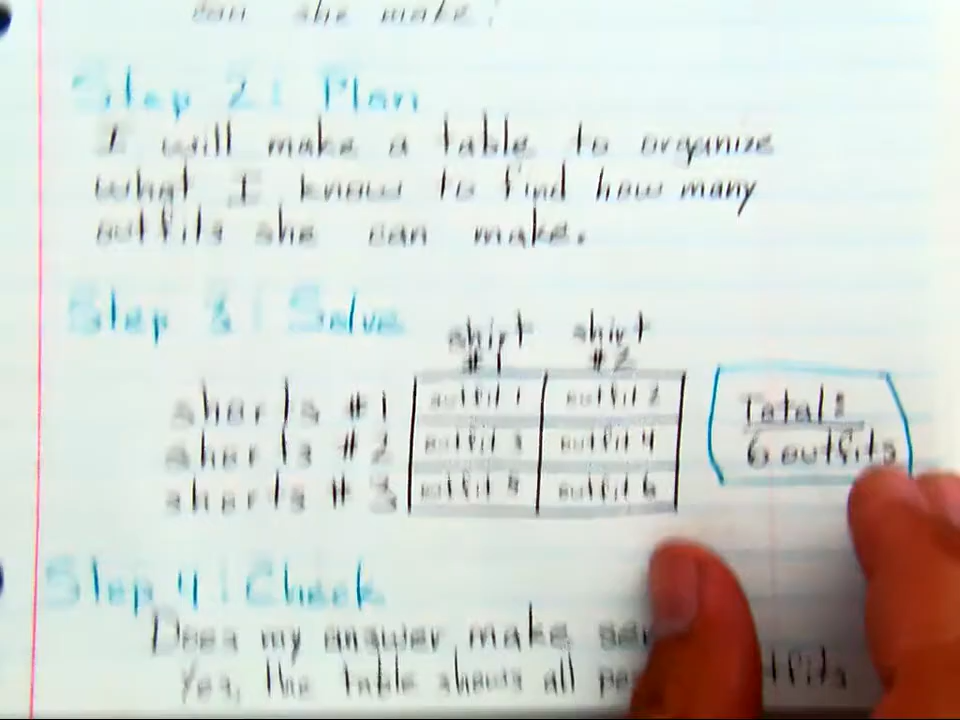 can she make?
Step 2: Plan
I will make a table to organize
what I know to find how many
outfits she can make.
Step 3: Solve
shirt #1 shirt #2
shorts #1 outfit 1 outfit 2
shorts #2 outfit 3 outfit 4
shorts #3 outfit 5 outfit 6
Total:
6 outfits
Step 4: Check
Does my answer make
Yes, the table shows all